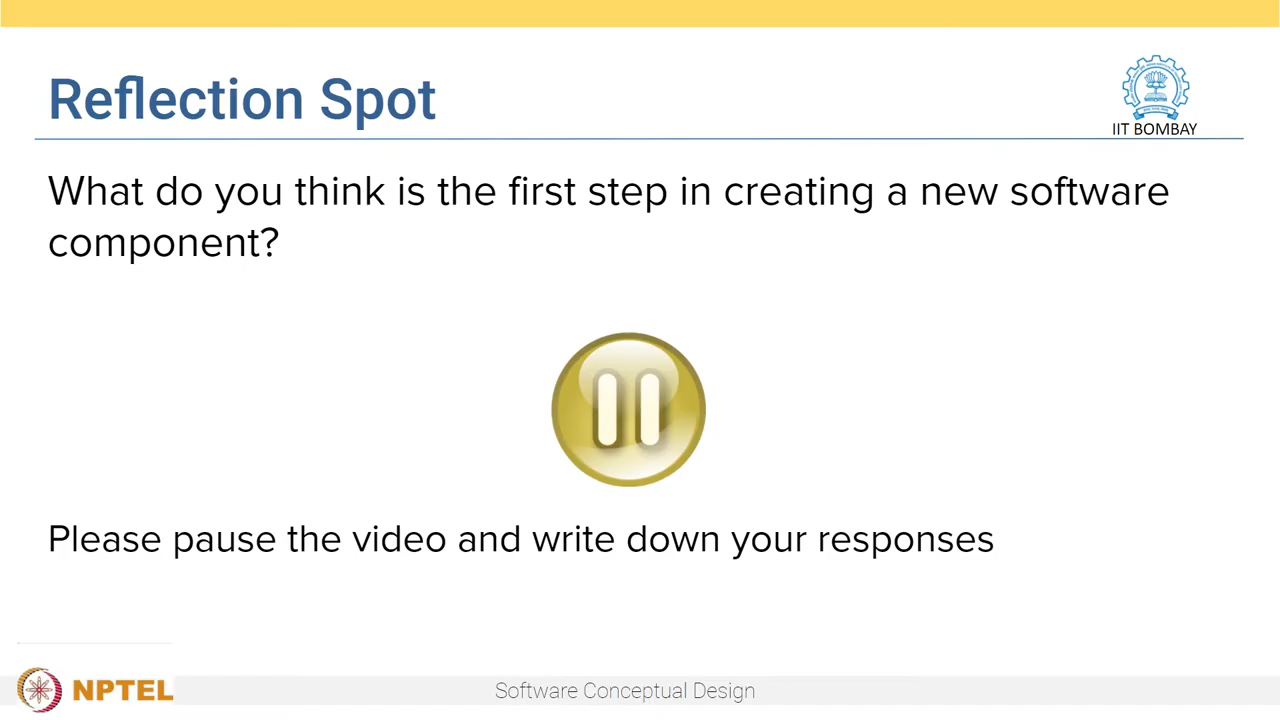 Reflection Spot
IIT BOMBAY
What do you think is the first step in creating a new software
component?
Please pause the video and write down your responses
NPTEL
Software Conceptual Design